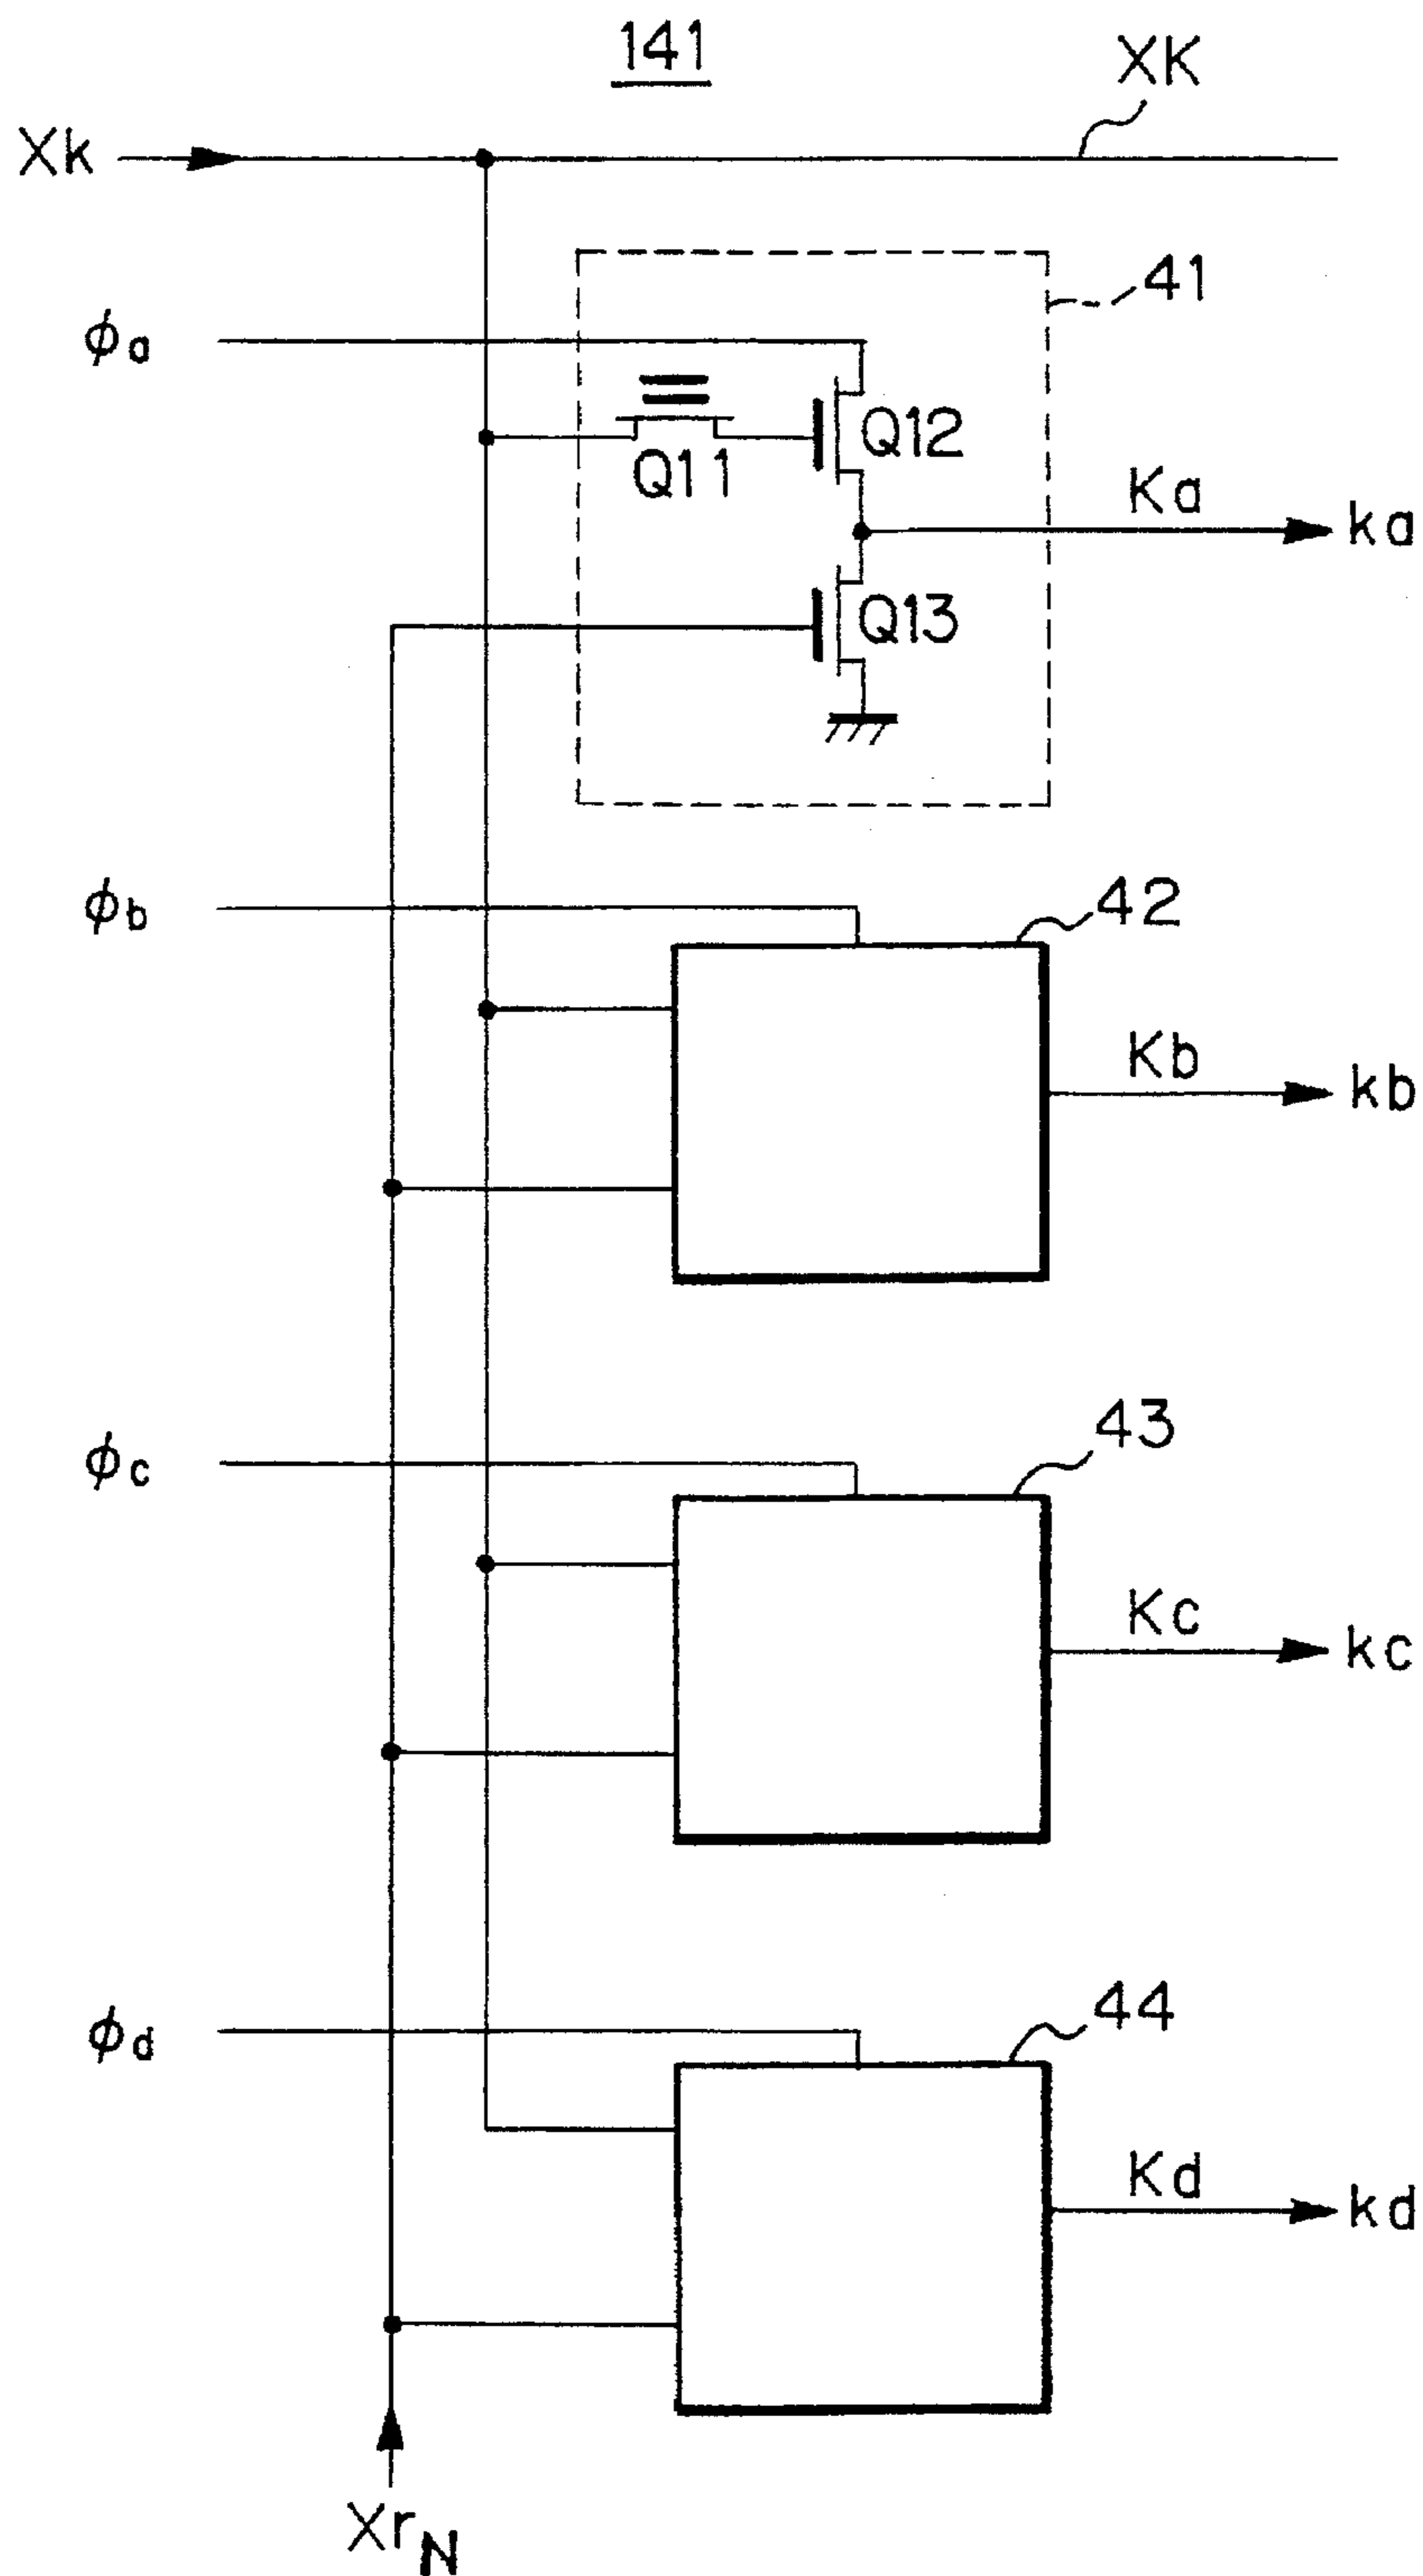 141
XK
Xk
41
ϕa
Q12
Q11
Ka
ka
Q13
ϕb
42
Kb
kb
ϕc
43
Kc
kc
ϕd
44
Kd
kd
XrN